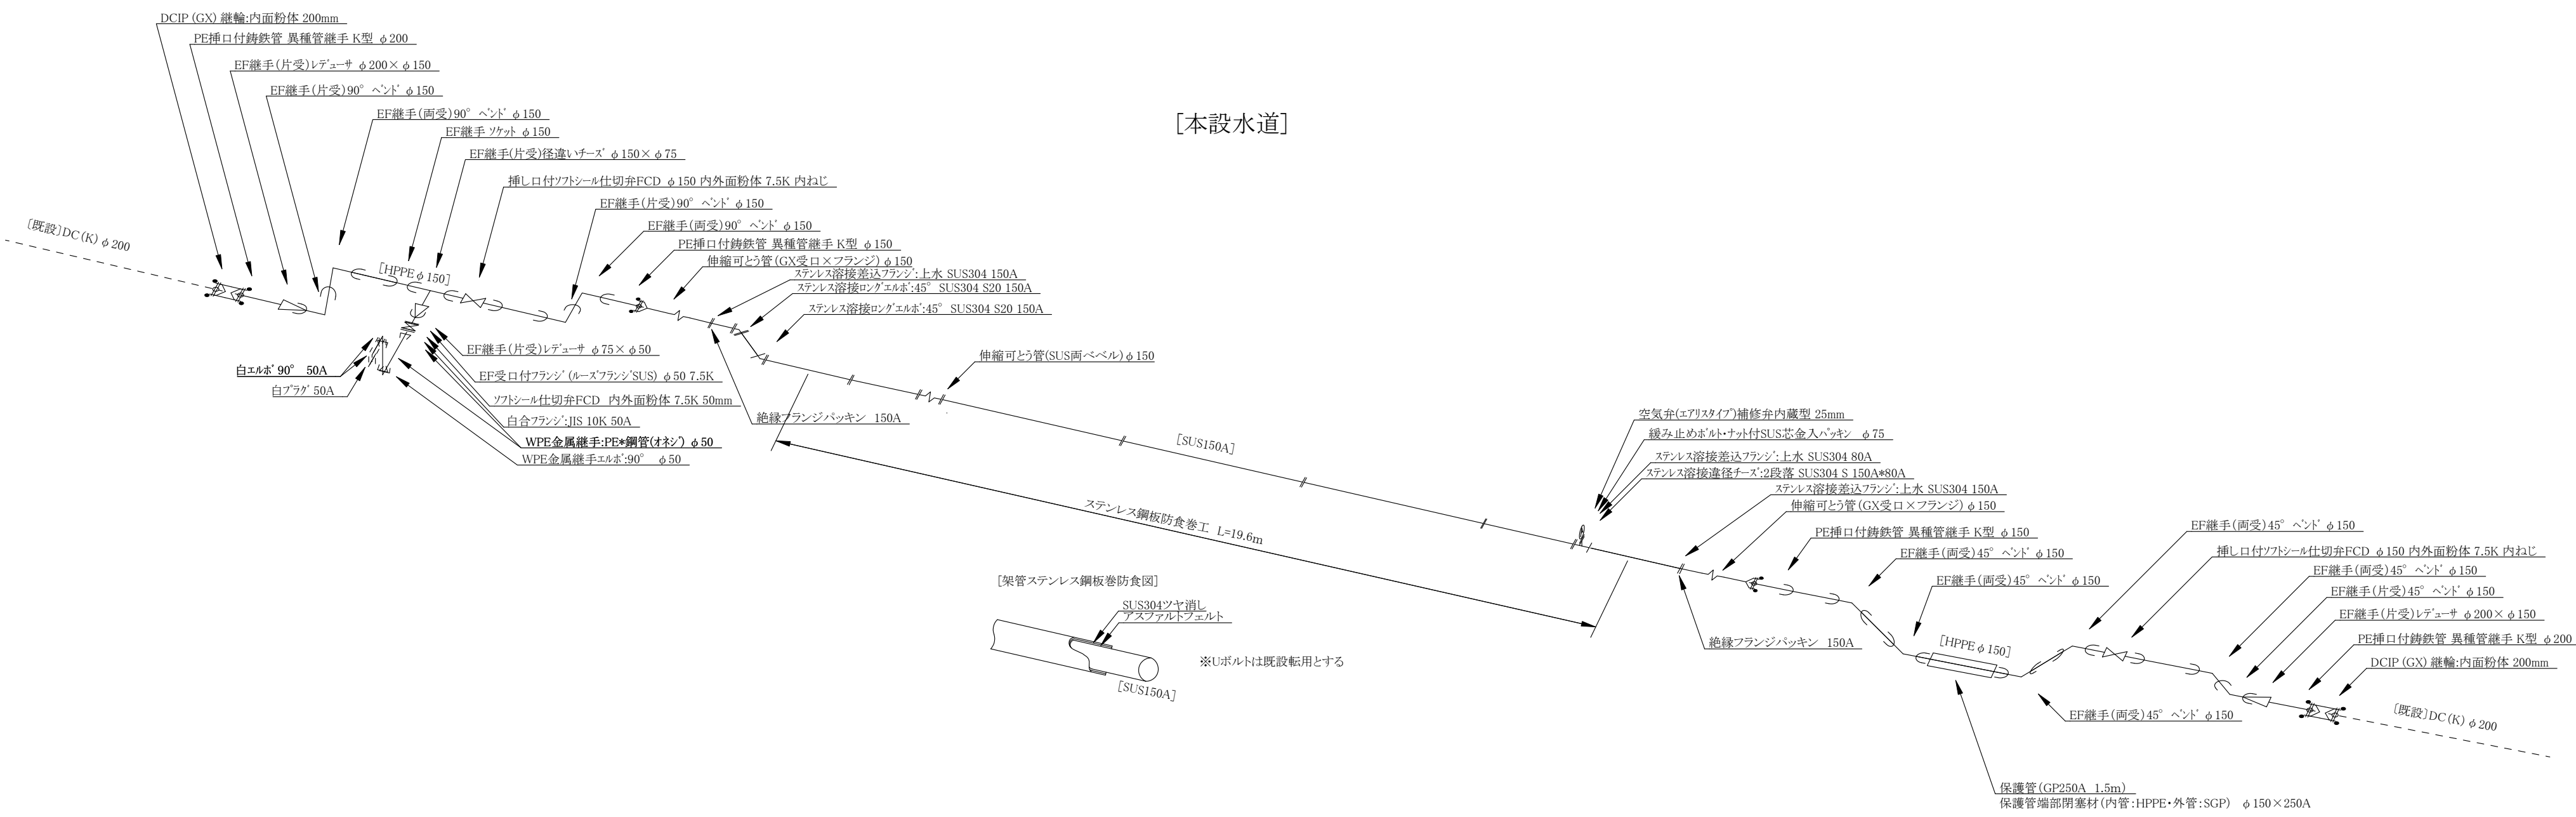 DCIP (GX) 継輪:内面粉体 200mm
PE挿口付鋳鉄管 異種管継手 K型 φ200
EF継手(片受)ﾚﾃﾞｭｰｻ φ200×φ150
EF継手(片受)90° ﾍﾞﾝﾄﾞ φ150
EF継手(両受)90° ﾍﾞﾝﾄﾞ φ150
EF継手 ソケット φ150
EF継手(片受)径違いﾁｰｽﾞ φ150×φ75
挿し口付ｿﾌﾄｼｰﾙ仕切弁FCD φ150 内外面粉体 7.5K 内ねじ
EF継手(片受)90° ﾍﾞﾝﾄﾞ φ150
EF継手(両受)90° ﾍﾞﾝﾄﾞ φ150
PE挿口付鋳鉄管 異種管継手 K型 φ150
伸縮可とう管(GX受口×フランジ)φ150
ｽﾃﾝﾚｽ溶接差込ﾌﾗﾝｼﾞ:上水 SUS304 150A
ｽﾃﾝﾚｽ溶接ﾛﾝｸﾞｴﾙﾎﾞ:45° SUS304 S20 150A
ｽﾃﾝﾚｽ溶接ﾛﾝｸﾞｴﾙﾎﾞ:45° SUS304 S20 150A
[本設水道]
[既設]DC(K)φ200
[HPPEφ150]
白ｴﾙﾎﾞ90° 50A
白ﾌﾟﾗｸﾞ50A
EF継手(片受)ﾚﾃﾞｭｰｻ φ75×φ50
EF受口付ﾌﾗﾝｼﾞ(ﾙｰｽﾞﾌﾗﾝｼﾞSUS) φ50 7.5K
ｿﾌﾄｼｰﾙ仕切弁FCD 内外面粉体 7.5K 50mm
白合ﾌﾗﾝｼﾞ:JIS 10K 50A
WPE金属継手:PE*鋼管(ｵﾈｼﾞ) φ50
WPE金属継手ｴﾙﾎﾞ:90° φ50
伸縮可とう管(SUS両ベベル)φ150
絶縁フランジパッキン 150A
[SUS150A]
ステンレス鋼板防食巻工 L=19.6m
空気弁(ｴｱﾘｽﾀｲﾌﾟ)補修弁内蔵型 25mm
緩み止めﾎﾞﾙﾄ・ﾅｯﾄ付SUS芯金入ﾊﾟｯｷﾝ φ75
ｽﾃﾝﾚｽ溶接差込ﾌﾗﾝｼﾞ:上水 SUS304 80A
ｽﾃﾝﾚｽ溶接違径ﾁｰｽﾞ:2段落 SUS304 S 150A*80A
ｽﾃﾝﾚｽ溶接差込ﾌﾗﾝｼﾞ:上水 SUS304 150A
伸縮可とう管(GX受口×フランジ)φ150
PE挿口付鋳鉄管 異種管継手 K型 φ150
EF継手(両受)45° ﾍﾞﾝﾄﾞ φ150
EF継手(両受)45° ﾍﾞﾝﾄﾞ φ150
絶縁フランジパッキン 150A
[HPPEφ150]
EF継手(両受)45° ﾍﾞﾝﾄﾞ φ150
挿し口付ｿﾌﾄｼｰﾙ仕切弁FCD φ150 内外面粉体 7.5K 内ねじ
EF継手(両受)45° ﾍﾞﾝﾄﾞ φ150
EF継手(片受)45° ﾍﾞﾝﾄﾞ φ150
EF継手(片受)ﾚﾃﾞｭｰｻ φ200×φ150
PE挿口付鋳鉄管 異種管継手 K型 φ200
DCIP (GX) 継輪:内面粉体 200mm
EF継手(両受)45° ﾍﾞﾝﾄﾞ φ150
[既設]DC(K)φ200
保護管(GP250A 1.5m)
保護管端部閉塞材(内管:HPPE・外管:SGP) φ150×250A
[架管ステンレス鋼板巻防食図]
SUS304ツヤ消し
アスファルトフェルト
[SUS150A]
※Uボルトは既設転用とする